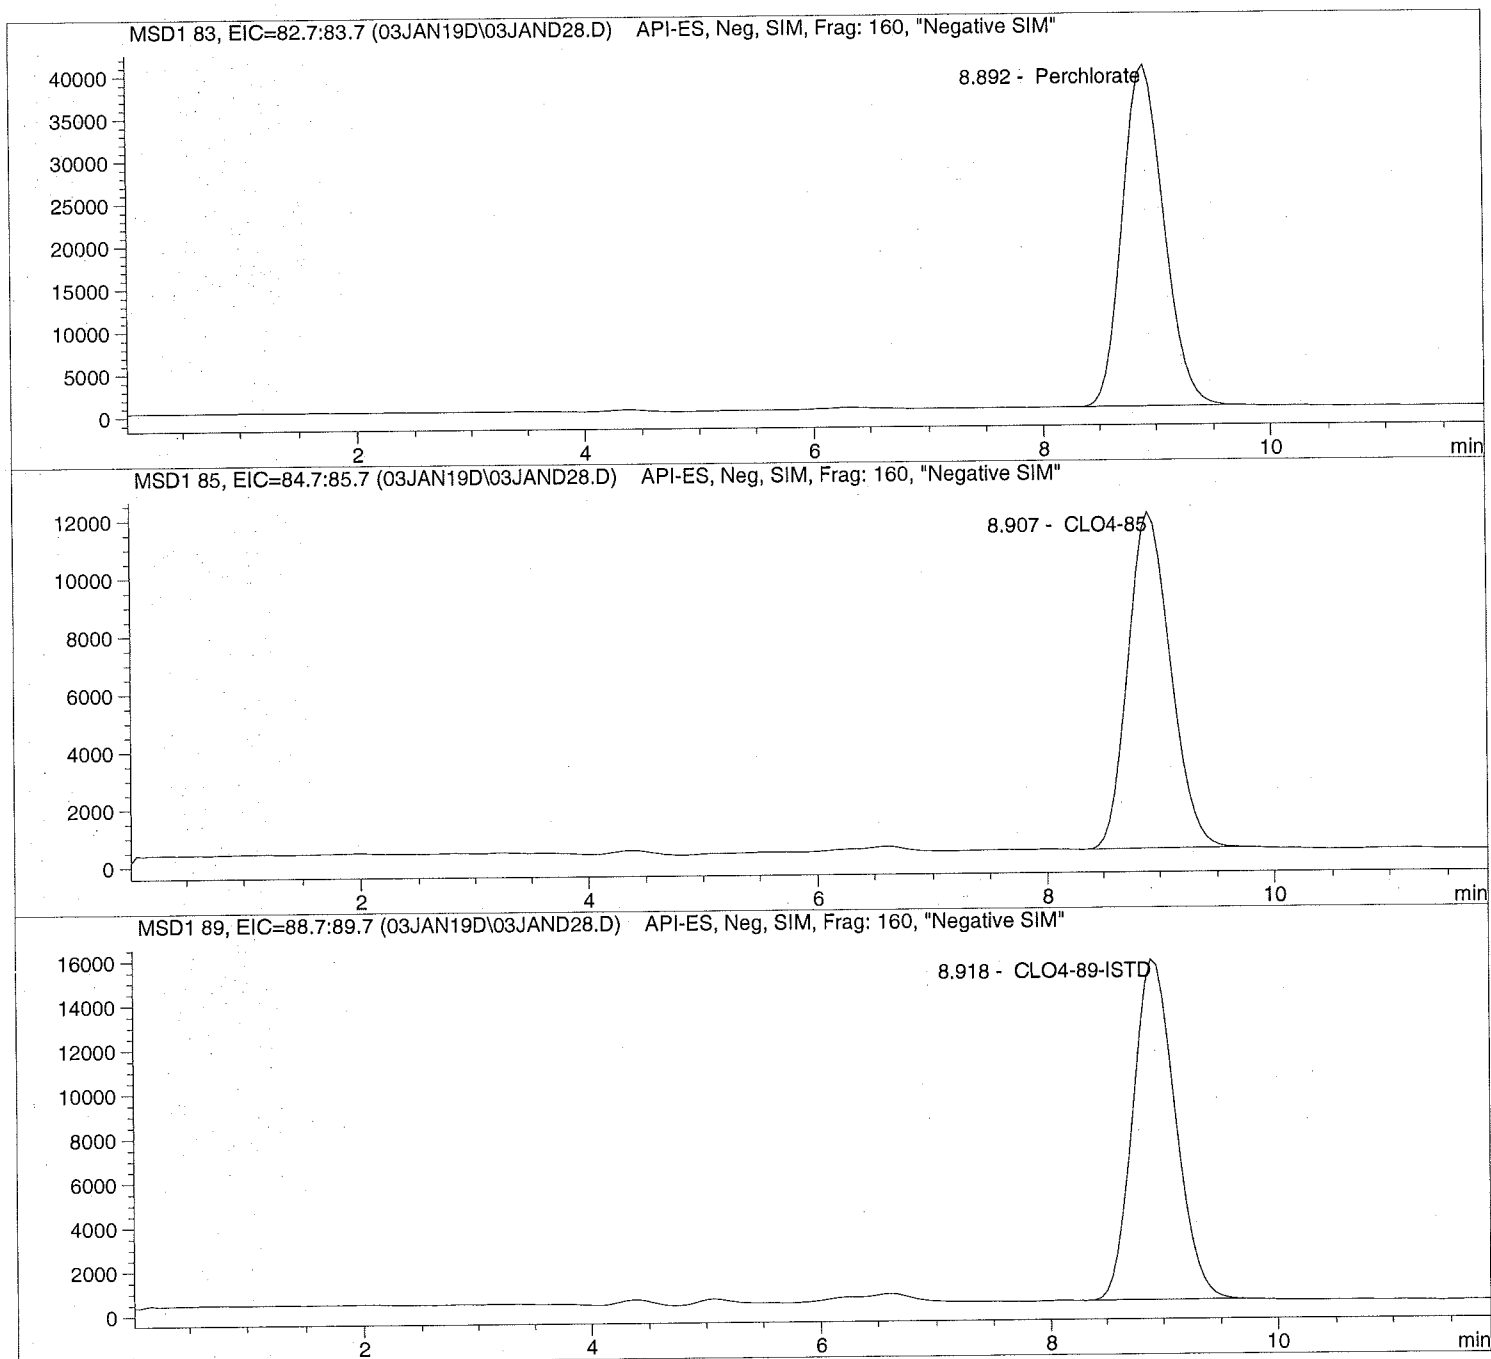 MSD1 83, EIC=82.7:83.7 (03JAN19D\03JAND28.D) API-ES, Neg, SIM, Frag: 160, "Negative SIM"
8.892 - Perchlorate
40000
35000
30000
25000
20000
15000
10000
5000
0
2 4 6 8 10 min
MSD1 85, EIC=84.7:85.7 (03JAN19D\03JAND28.D) API-ES, Neg, SIM, Frag: 160, "Negative SIM"
8.907 - CLO4-85
12000
10000
8000
6000
4000
2000
0
2 4 6 8 10 min
MSD1 89, EIC=88.7:89.7 (03JAN19D\03JAND28.D) API-ES, Neg, SIM, Frag: 160, "Negative SIM"
8.918 - CLO4-89-ISTD
16000
14000
12000
10000
8000
6000
4000
2000
0
2 4 6 8 10 min